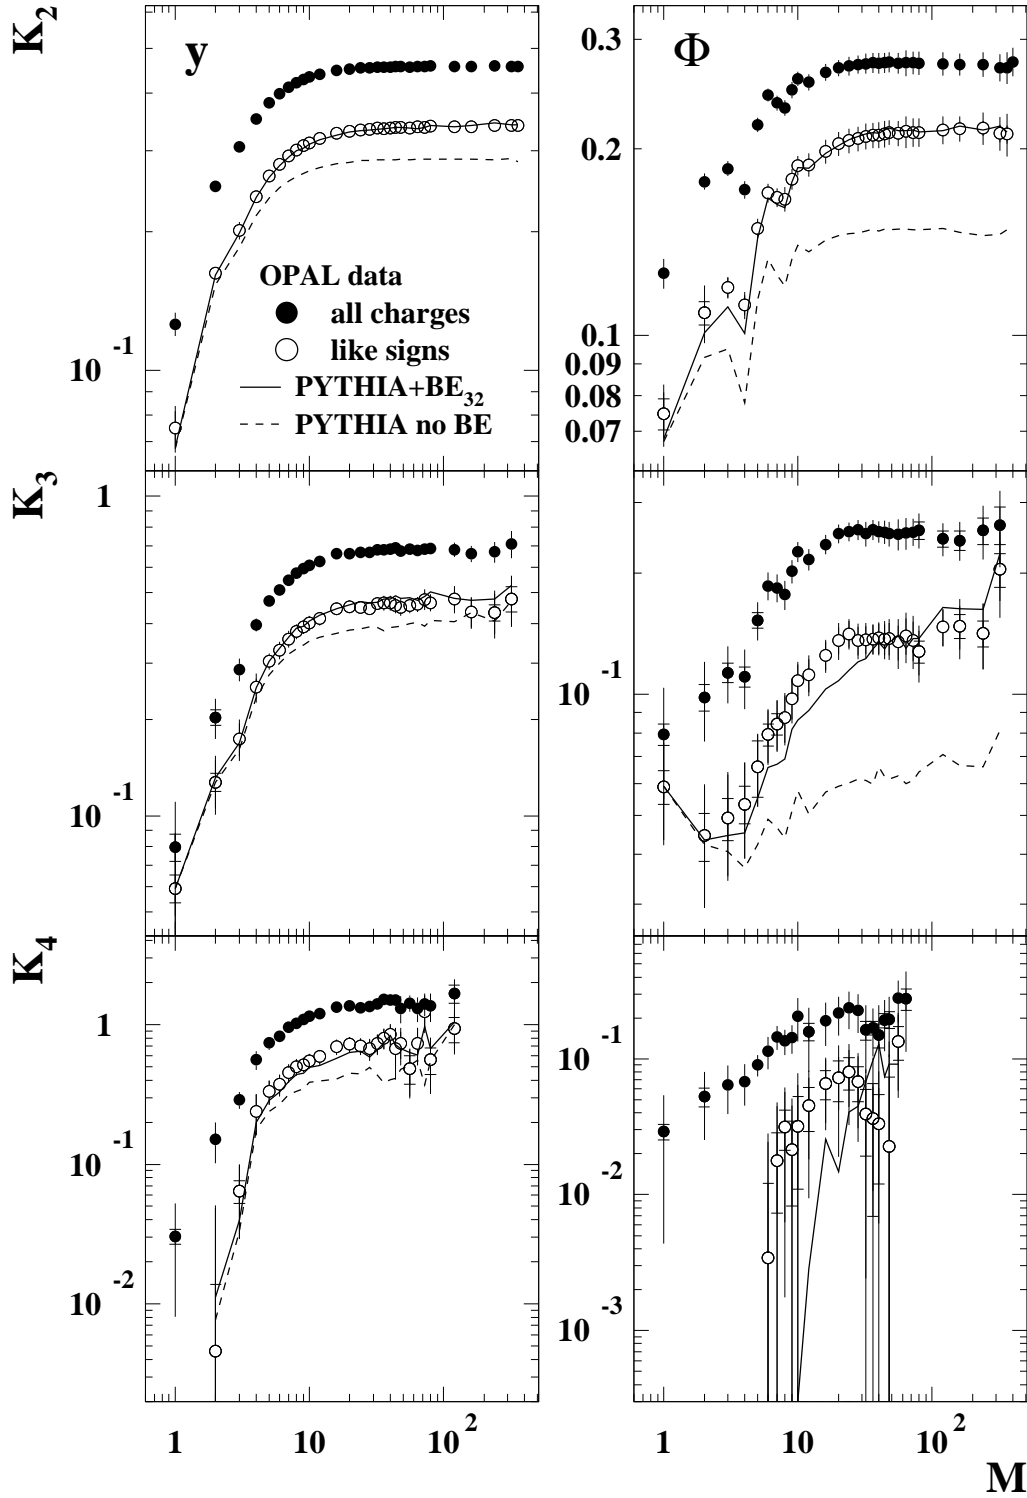 K₂
y
Φ
0.3
0.2
0.1
0.09
0.08
0.07
10⁻¹
OPAL data
all charges
like signs
PYTHIA+BE₃₂
PYTHIA no BE
K₃
1
10⁻¹
10⁻¹
K₄
1
10⁻¹
10⁻²
10⁻¹
10⁻²
10⁻³
1 10 10² 1 10 10²
M